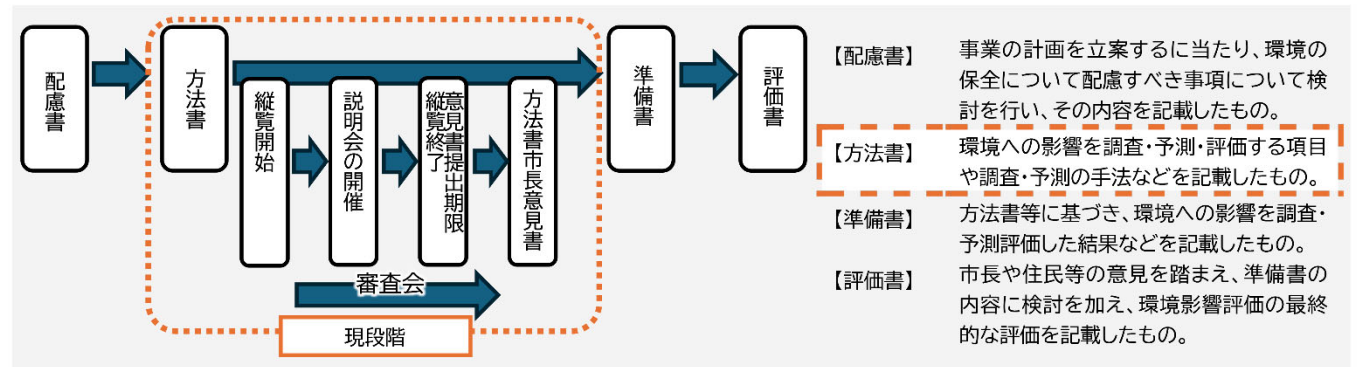 配慮書
方法書
縦覧開始
説明会の開催
意見書提出期限
縦覧終了
方法書市長意見書
審査会
現段階
準備書
評価書
【配慮書】 事業の計画を立案するに当たり、環境の
保全について配慮すべき事項について検
討を行い、その内容を記載したもの。
【方法書】 環境への影響を調査・予測・評価する項目
や調査・予測の手法などを記載したもの。
【準備書】 方法書等に基づき、環境への影響を調査・
予測評価した結果などを記載したもの。
【評価書】 市長や住民等の意見を踏まえ、準備書の
内容に検討を加え、環境影響評価の最終
的な評価を記載したもの。